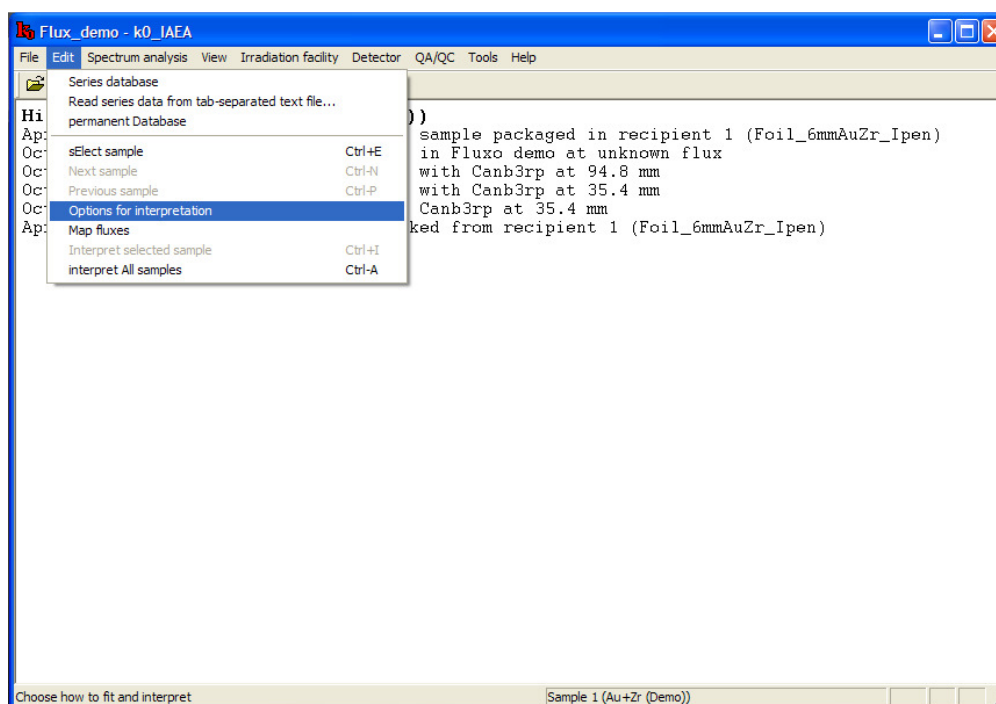 Flux_demo - k0_IAEA
File Edit Spectrum analysis View Irradiation facility Detector QA/QC Tools Help
Series database
Read series data from tab-separated text file...
permanent Database
sElect sample Ctrl+E
Next sample Ctrl-N
Previous sample Ctrl-P
Options for interpretation
Map fluxes
Interpret selected sample Ctrl+I
interpret All samples Ctrl-A
Hi ))
sample packaged in recipient 1 (Foil_6mmAuZr_Ipen)
in Fluxo demo at unknown flux
with Canb3rp at 94.8 mm
with Canb3rp at 35.4 mm
Canb3rp at 35.4 mm
ked from recipient 1 (Foil_6mmAuZr_Ipen)
Choose how to fit and interpret Sample 1 (Au+Zr (Demo))